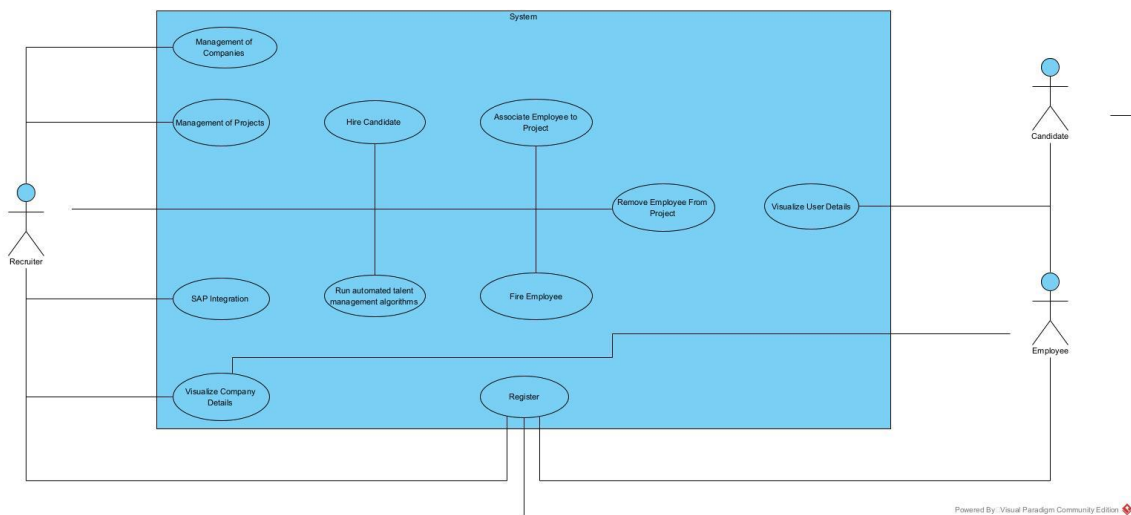 System
Management of
Companies
Management of Projects
Hire Candidate
Associate Employee to
Project
Candidate
Remove Employee From
Project
Visualize User Details
Recruiter
SAP Integration
Run automated talent
management algorithms
Fire Employee
Employee
Visualize Company
Details
Register
Powered By: Visual Paradigm Community Edition